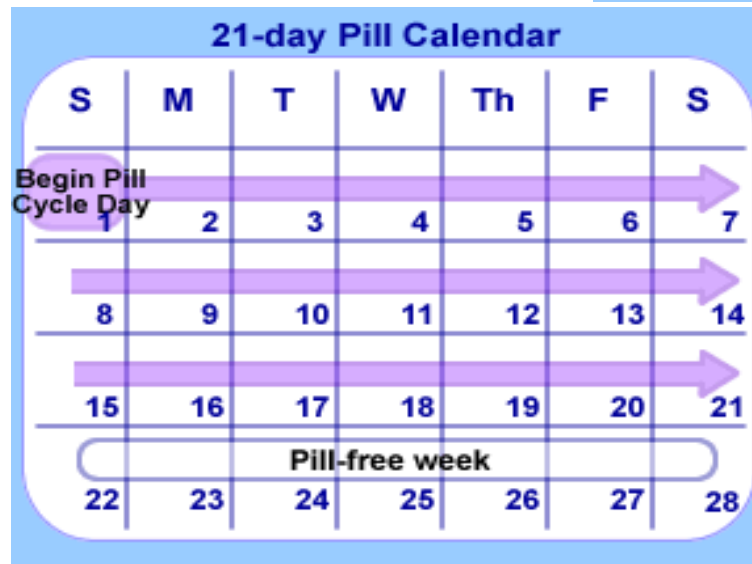 21-day Pill Calendar
S M T W Th F S
Begin Pill
Cycle Day
1 2 3 4 5 6 7
8 9 10 11 12 13 14
15 16 17 18 19 20 21
Pill-free week
22 23 24 25 26 27 28